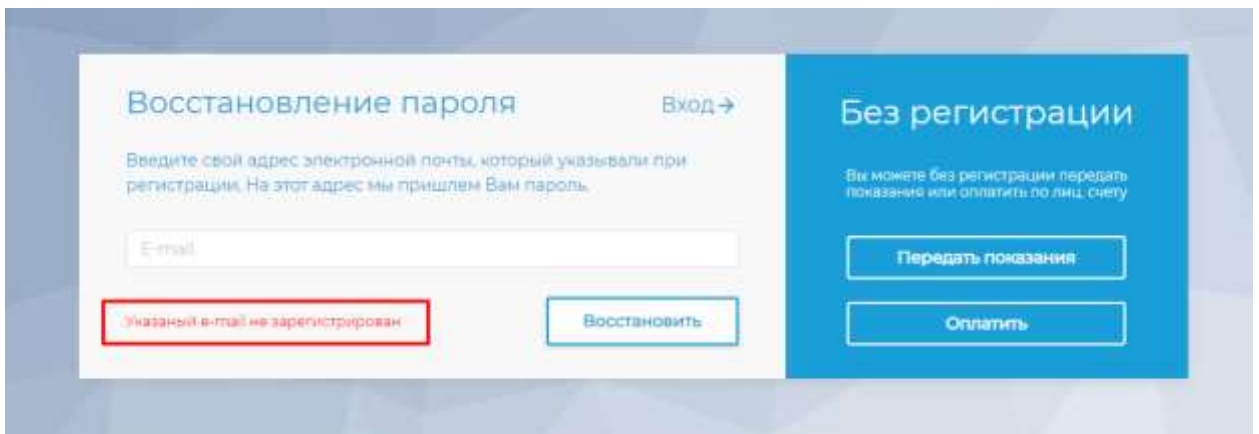 Восстановление пароля
Вход →
Введите свой адрес электронной почты, который указывали при
регистрации. На этот адрес мы пришлем Вам пароль.
E-mail
Указаный e-mail не зарегистрирован
Восстановить
Без регистрации
Вы можете без регистрации передать
показания или оплатить по лиц. счету
Передать показания
Оплатить